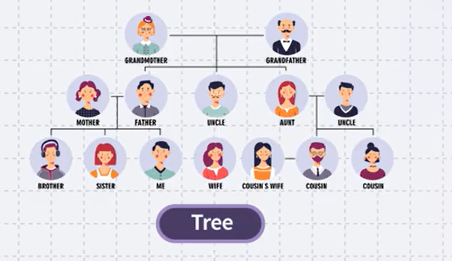 GRANDMOTHER GRANDFATHER
MOTHER FATHER UNCLE AUNT UNCLE
BROTHER SISTER ME WIFE COUSIN S WIFE COUSIN COUSIN
Tree